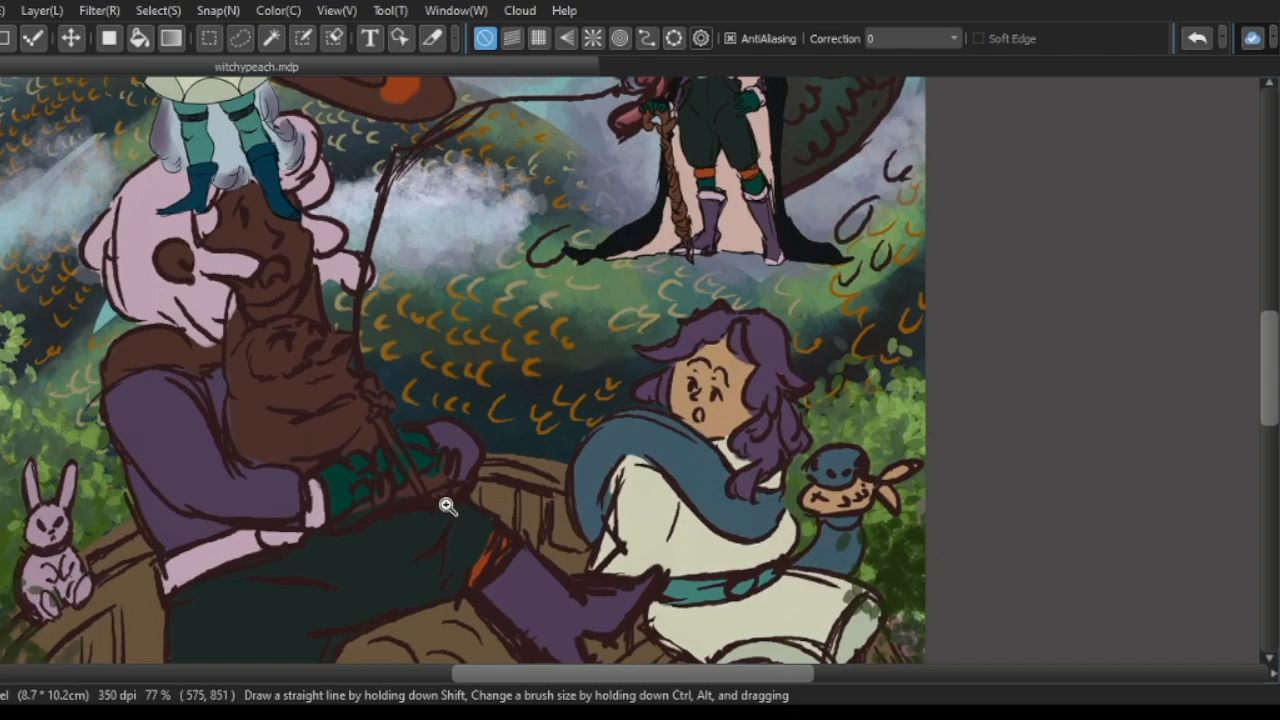 Layer(L) Filter(R) Select(S) Snap(N) Color(C) View(V) Tool(T) Window(W) Cloud Help
T AntiAliasing Correction 0 Soft Edge
witchypeach.mdp
el (8.7 * 10.2cm) 350 dpi 77 % ( 575, 851 ) Draw a straight line by holding down Shift, Change a brush size by holding down Ctrl, Alt, and dragging